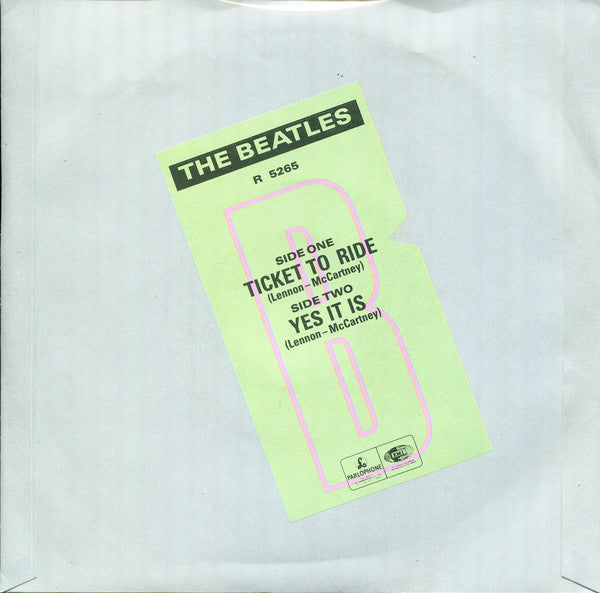 THE BEATLES
R 5265
SIDE ONE
TICKET TO RIDE
(Lennon–McCartney)
SIDE TWO
YES IT IS
(Lennon–McCartney)
B
PARLOPHONE
EMI